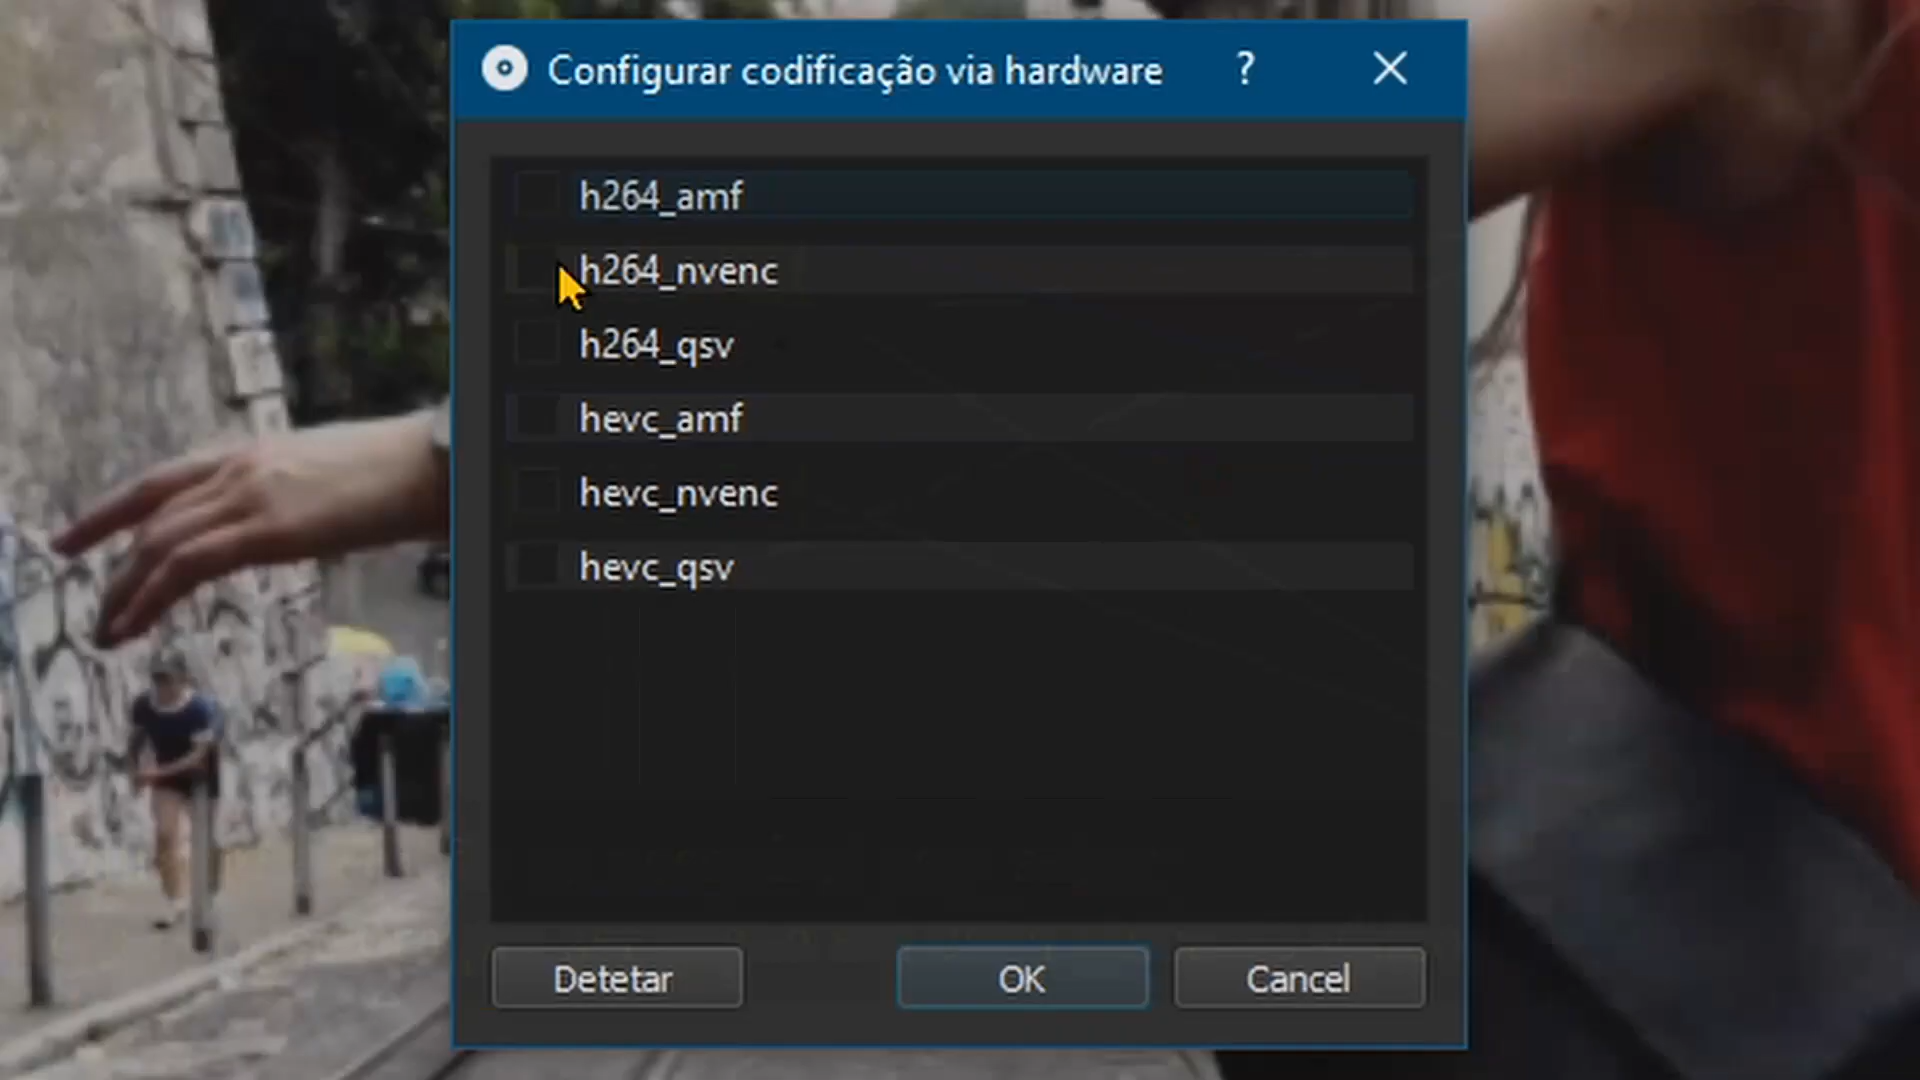 Configurar codificação via hardware ?
h264_amf
h264_nvenc
h264_qsv
hevc_amf
hevc_nvenc
hevc_qsv
Detetar OK Cancel